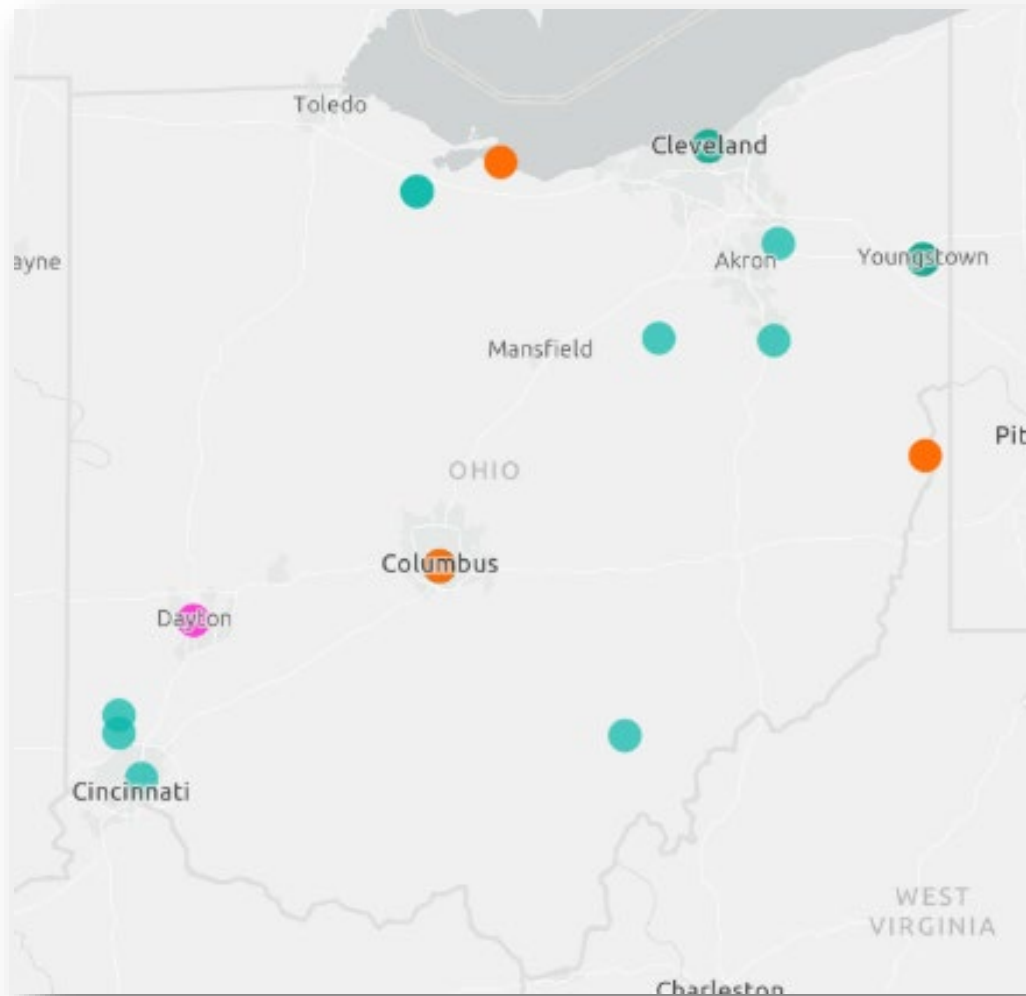 Toledo
Cleveland
ayne
Akron
Youngstown
Mansfield
Pit
OHIO
Columbus
Dayton
Cincinnati
WEST
VIRGINIA
Charleston